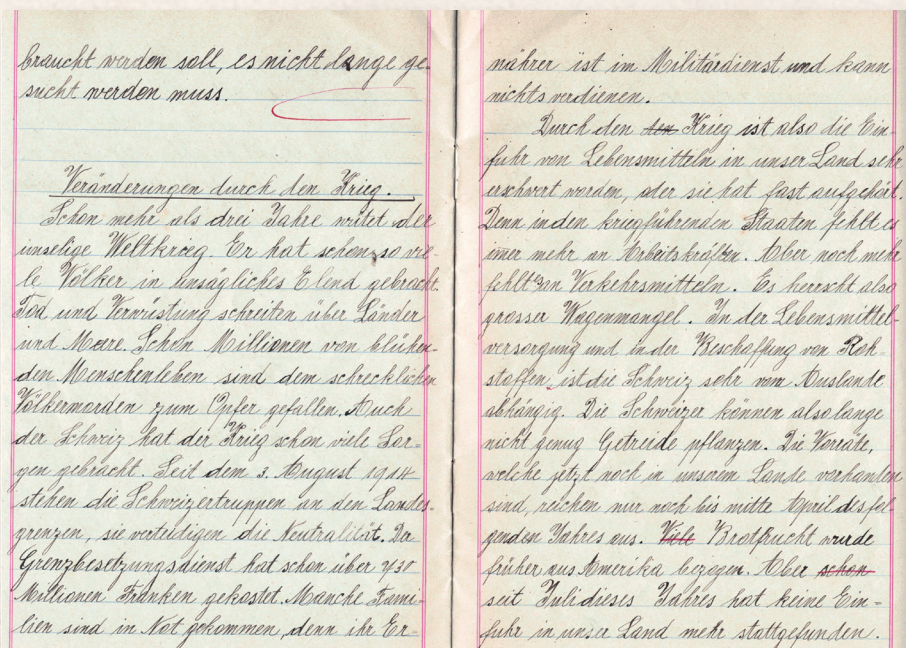 braucht werden soll, es nicht lange ge-
sucht werden muss.
Veränderungen durch den Krieg.
Schon mehr als drei Jahre wütet der
unselige Weltkrieg. Er hat schon so vie-
le Völker in unsägliches Elend gebracht.
Tod und Verwüstung schreiten über Länder
und Meere. Schon Millionen von blühen-
den Menschenleben sind dem schrecklichen
Völkermorden zum Opfer gefallen. Auch
der Schweiz hat der Krieg schon viele Sor-
gen gebracht. Seit dem 3. August 1914
stehen die Schweizertruppen an den Landes-
grenzen, sie verteidigen die Neutralität. Der
Grenzbesetzungsdienst hat schon über
Millionen Franken gekostet. Manche Fami-
lien sind in Not gekommen, denn ihr Er-
nährer ist im Militärdienst und kann
nichts verdienen.
Durch den den Krieg ist also die Ein-
fuhr von Lebensmitteln in unser Land sehr
erschwert worden, oder sie hat fast aufgehört.
Denn in den kriegführenden Staaten fehlt es
imer mehr an Arbeitskräften. Aber noch mehr
fehlt es an Verkehrsmitteln. Es herrscht also
grosser Wagenmangel. In der Lebensmittel-
versorgung und in der Beschaffung von Roh-
stoffen, ist die Schweiz sehr vom Auslande
abhängig. Die Schweizer können also lange
nicht genug Getreide pflanzen. Die Vorräte,
welche jetzt noch in unserem Lande vorhanden
sind, reichen nur noch bis mitte April des fol-
genden Jahres aus. Viele Brotfrucht wurde
früher aus Amerika bezogen. Aber schon
seit Juli dieses Jahres hat keine Ein-
fuhr in unser Land mehr stattgefunden.